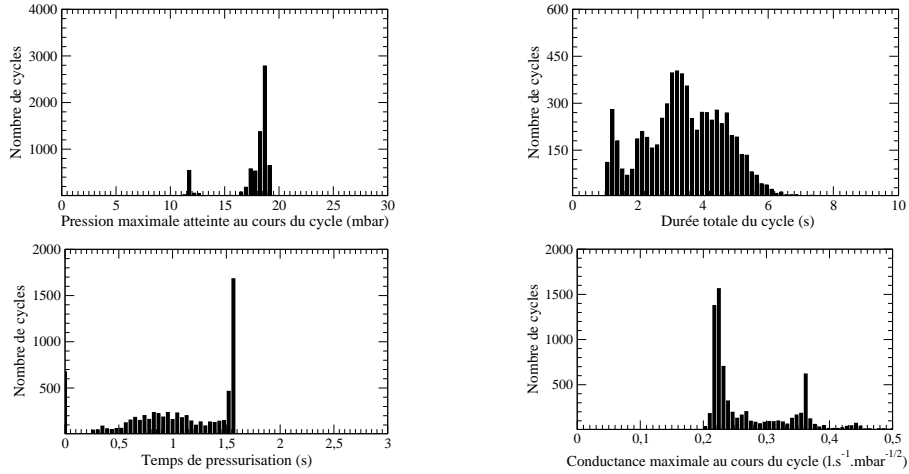 4000
3000
2000
1000
Nombre de cycles
0 5 10 15 20 25 30
Pression maximale atteinte au cours du cycle (mbar)
600
450
300
150
Nombre de cycles
0 2 4 6 8 10
Durée totale du cycle (s)
2000
1500
1000
500
Nombre de cycles
0 0,5 1 1,5 2 2,5 3
Temps de pressurisation (s)
2000
1500
1000
500
Nombre de cycles
0 0,1 0,2 0,3 0,4 0,5
Conductance maximale au cours du cycle (l.s⁻¹.mbar⁻¹/²)